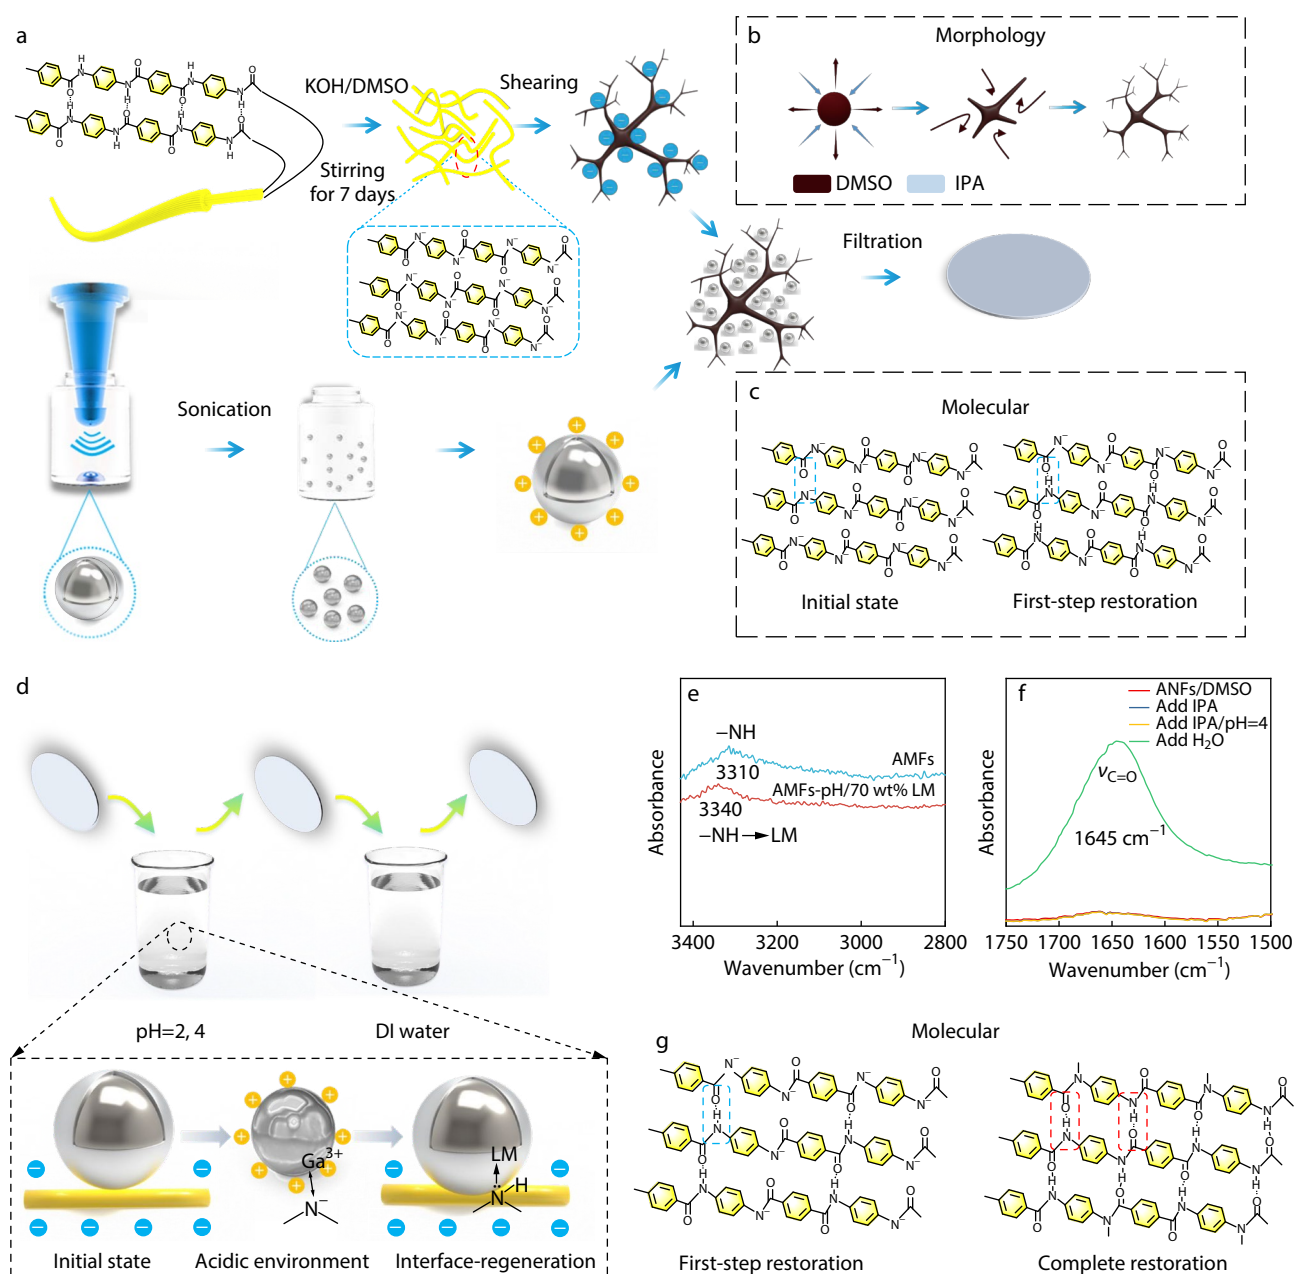 a
KOH/DMSO
Stirring
for 7 days
Shearing
b
Morphology
DMSO
IPA
Filtration
Sonication
c
Molecular
Initial state
First-step restoration
d
pH=2, 4
DI water
Ga³⁺
N⁻
LM
N
H
Initial state
Acidic environment
Interface-regeneration
e
–NH
3310
AMFs
AMFs-pH/70 wt% LM
3340
–NH→LM
Absorbance
3400
3200
3000
2800
Wavenumber (cm⁻¹)
f
ANFs/DMSO
Add IPA
Add IPA/pH=4
Add H₂O
νC=O
1645 cm⁻¹
Absorbance
1750
1700
1650
1600
1550
1500
Wavenumber (cm⁻¹)
g
Molecular
First-step restoration
Complete restoration